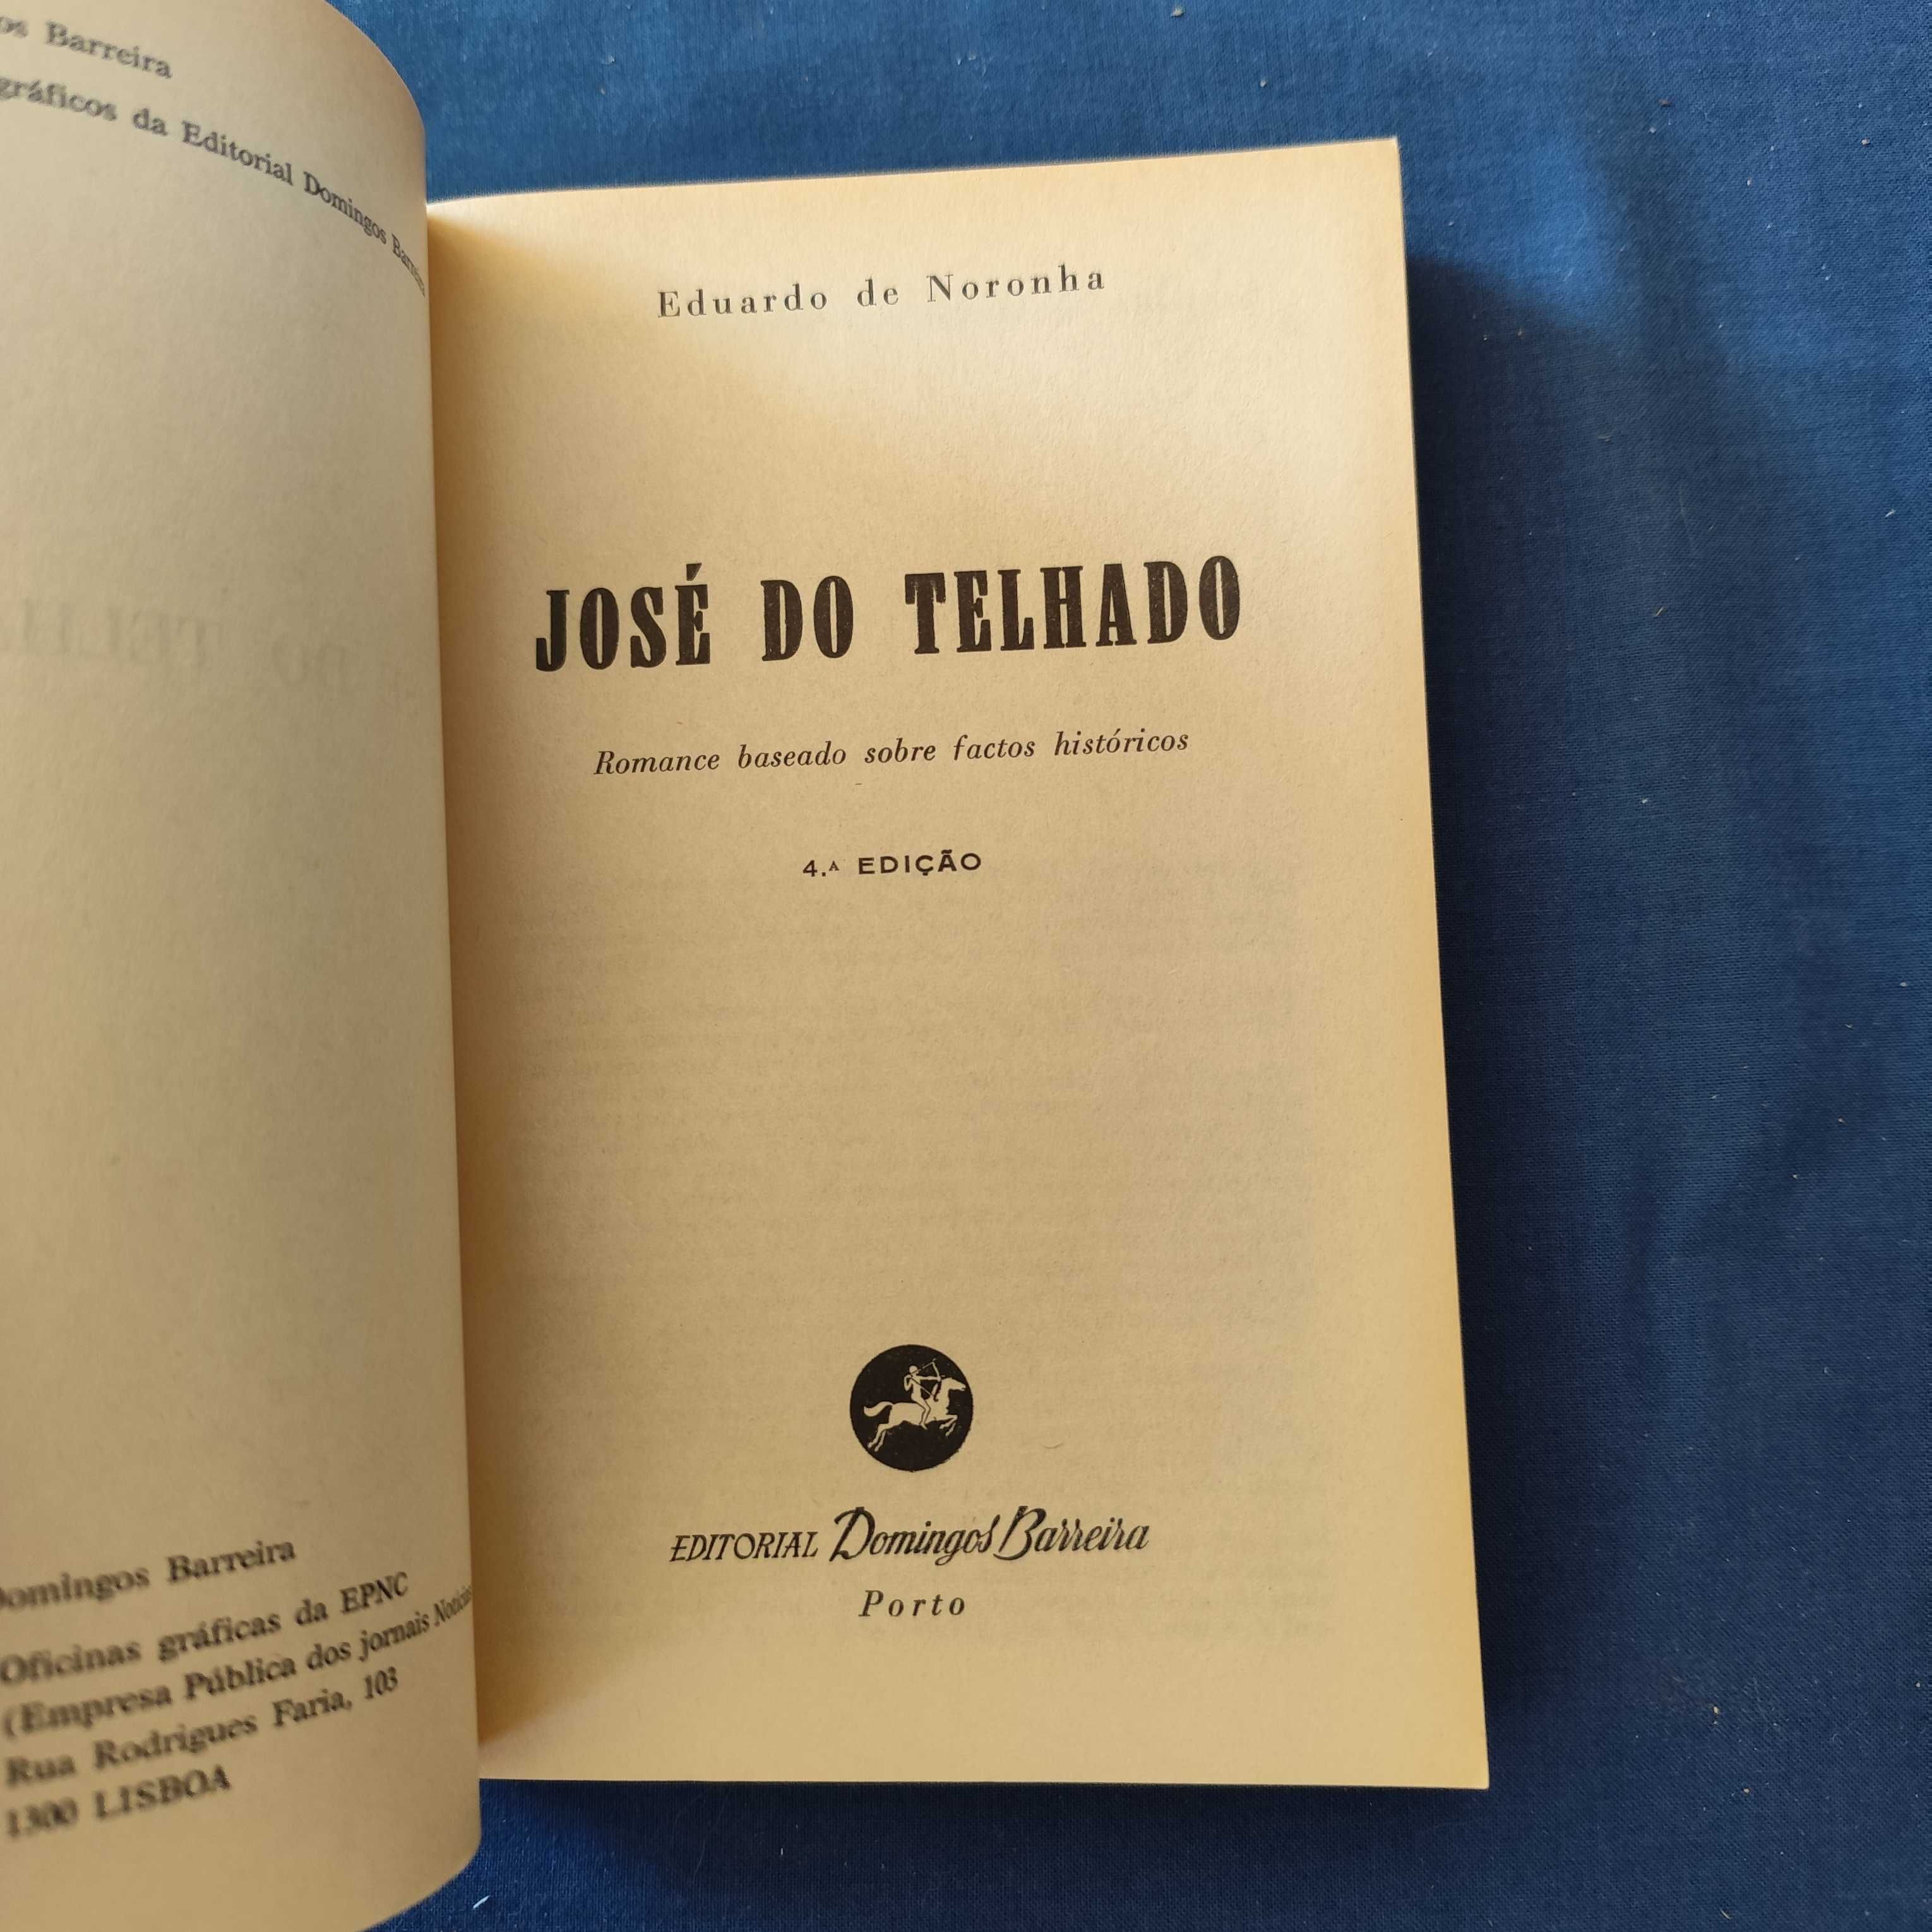 Barreira
gráficos da Editorial Domingos Barreira
Domingos Barreira
Oficinas gráficas da EPNC
(Empresa Pública dos jornais
Rua Rodrigues Faria, 103
1300 LISBOA
Eduardo de Noronha
JOSÉ DO TELHADO
Romance baseado sobre factos históricos
4.ª EDIÇÃO
EDITORIAL Domingos Barreira
Porto